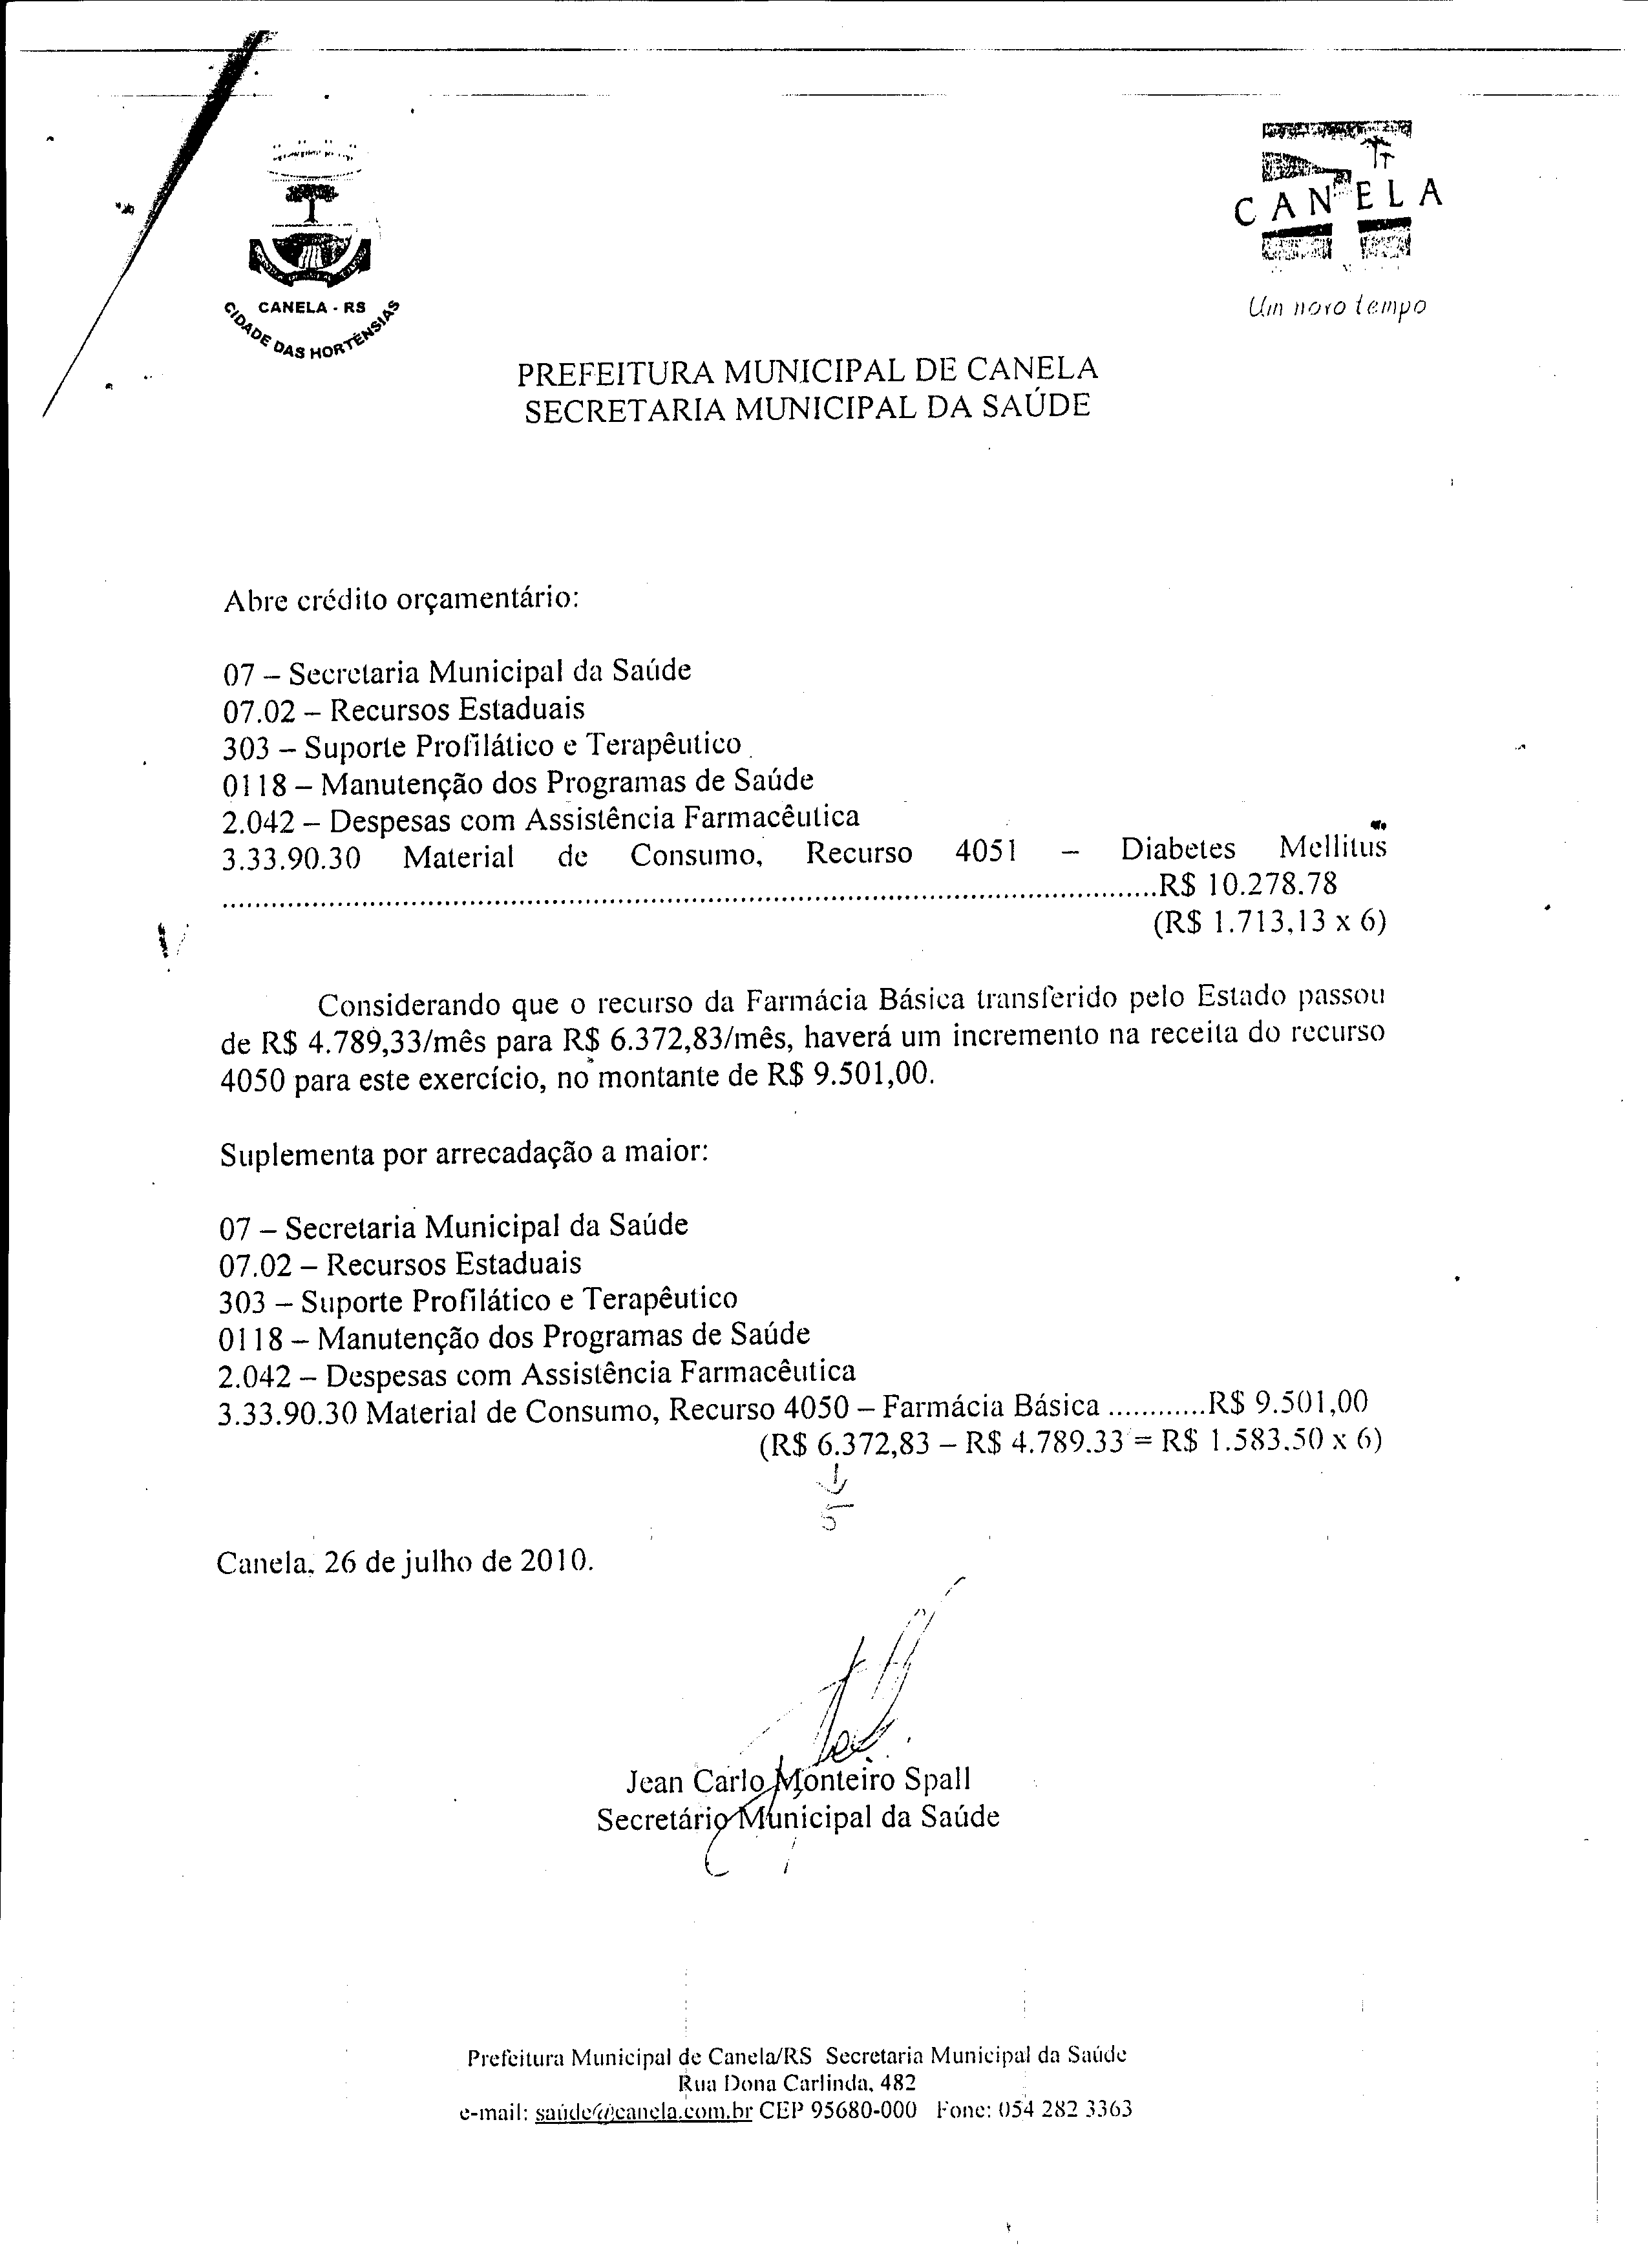 CANELA - RS
CIDADE DAS HORTÊNSIAS
CANELA
Um novo tempo
PREFEITURA MUNICIPAL DE CANELA
SECRETARIA MUNICIPAL DA SAÚDE
Abre crédito orçamentário:
07 – Secretaria Municipal da Saúde
07.02 – Recursos Estaduais
303 – Suporte Profilático e Terapêutico
0118 – Manutenção dos Programas de Saúde
2.042 – Despesas com Assistência Farmacêutica
3.33.90.30 Material de Consumo, Recurso 4051 – Diabetes Mellitus
....................................................................................................................R$ 10.278.78
(R$ 1.713,13 x 6)
Considerando que o recurso da Farmácia Básica transferido pelo Estado passou
de R$ 4.789,33/mês para R$ 6.372,83/mês, haverá um incremento na receita do recurso
4050 para este exercício, no montante de R$ 9.501,00.
Suplementa por arrecadação a maior:
07 – Secretaria Municipal da Saúde
07.02 – Recursos Estaduais
303 – Suporte Profilático e Terapêutico
0118 – Manutenção dos Programas de Saúde
2.042 – Despesas com Assistência Farmacêutica
3.33.90.30 Material de Consumo, Recurso 4050 – Farmácia Básica ............R$ 9.501,00
(R$ 6.372,83 – R$ 4.789.33 = R$ 1.583.50 x 6)
Canela, 26 de julho de 2010.
Jean Carlo Monteiro Spall
Secretário Municipal da Saúde
Prefeitura Municipal de Canela/RS Secretaria Municipal da Saúde
Rua Dona Carlinda, 482
e-mail: saúde@canela.com.br CEP 95680-000 Fone: 054 282 3363